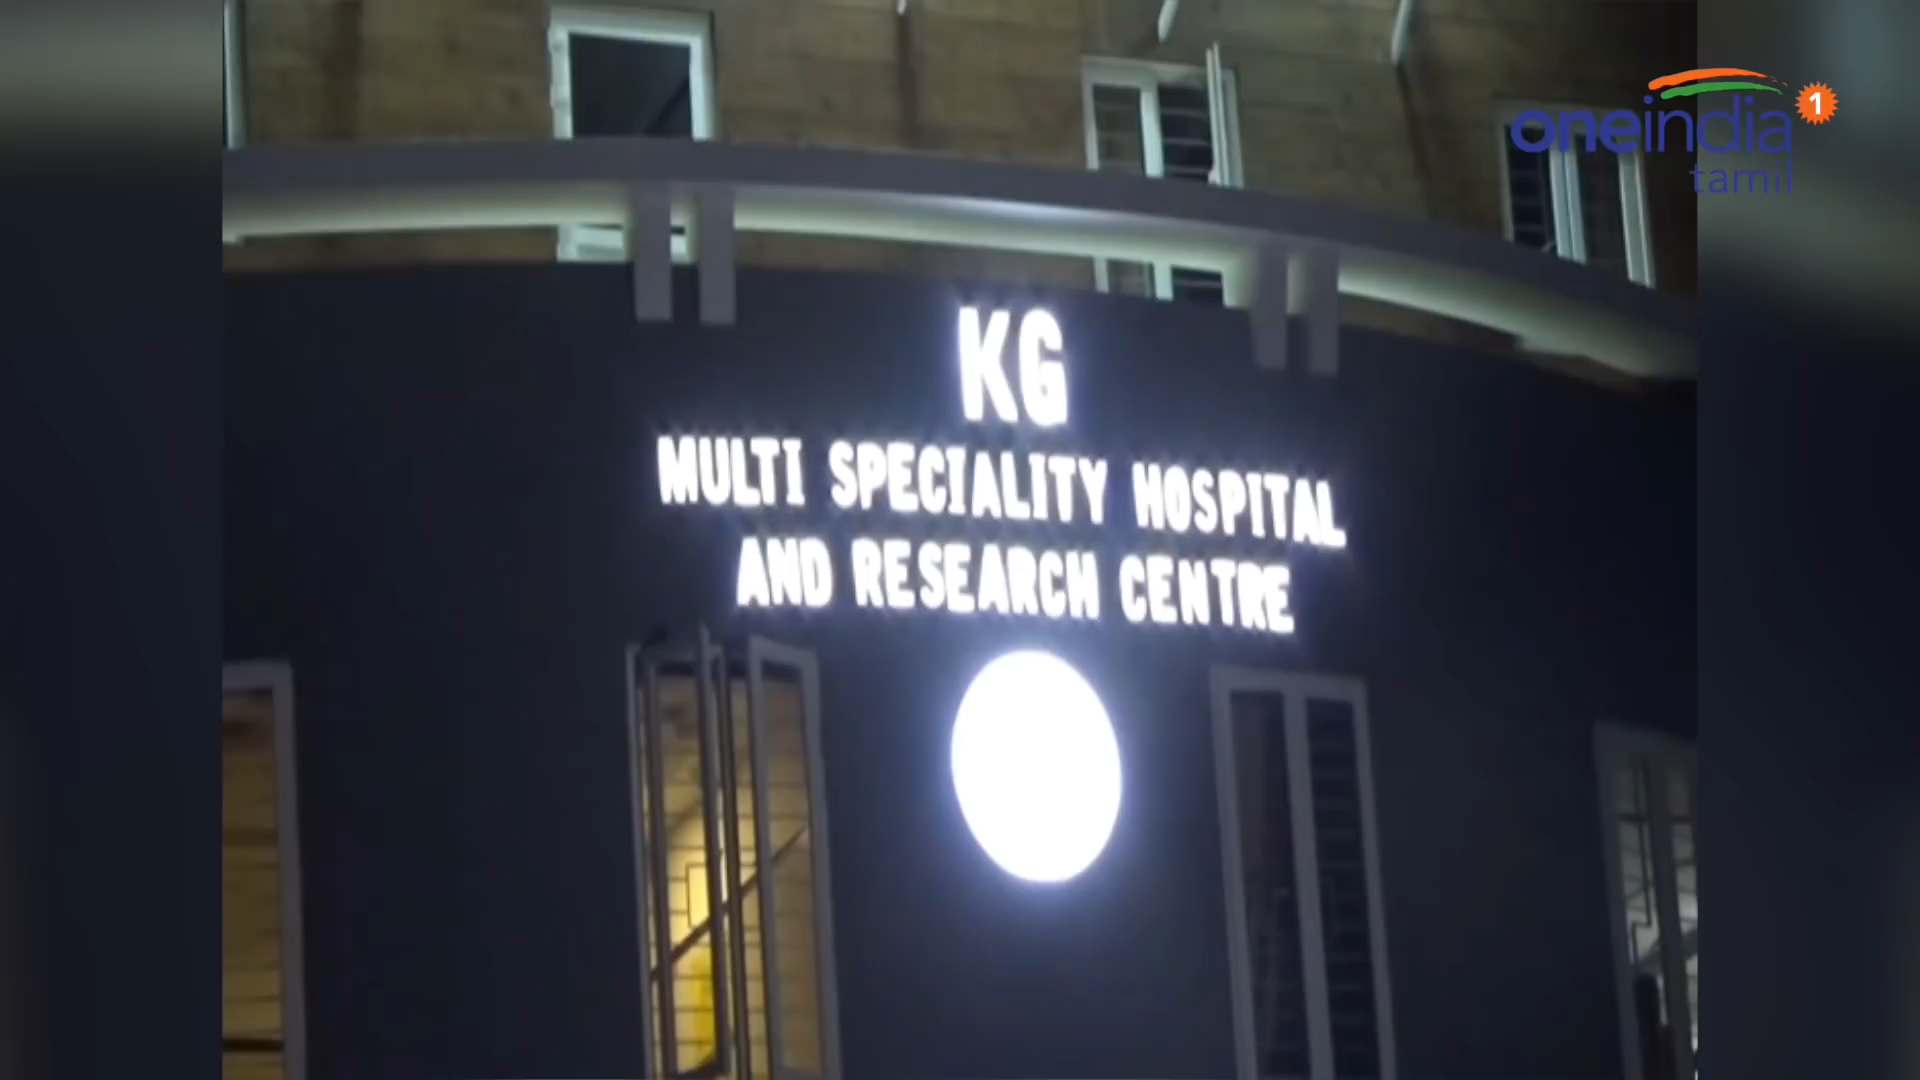 oneindia 1
tamil
KG
MULTI SPECIALITY HOSPITAL
AND RESEARCH CENTRE